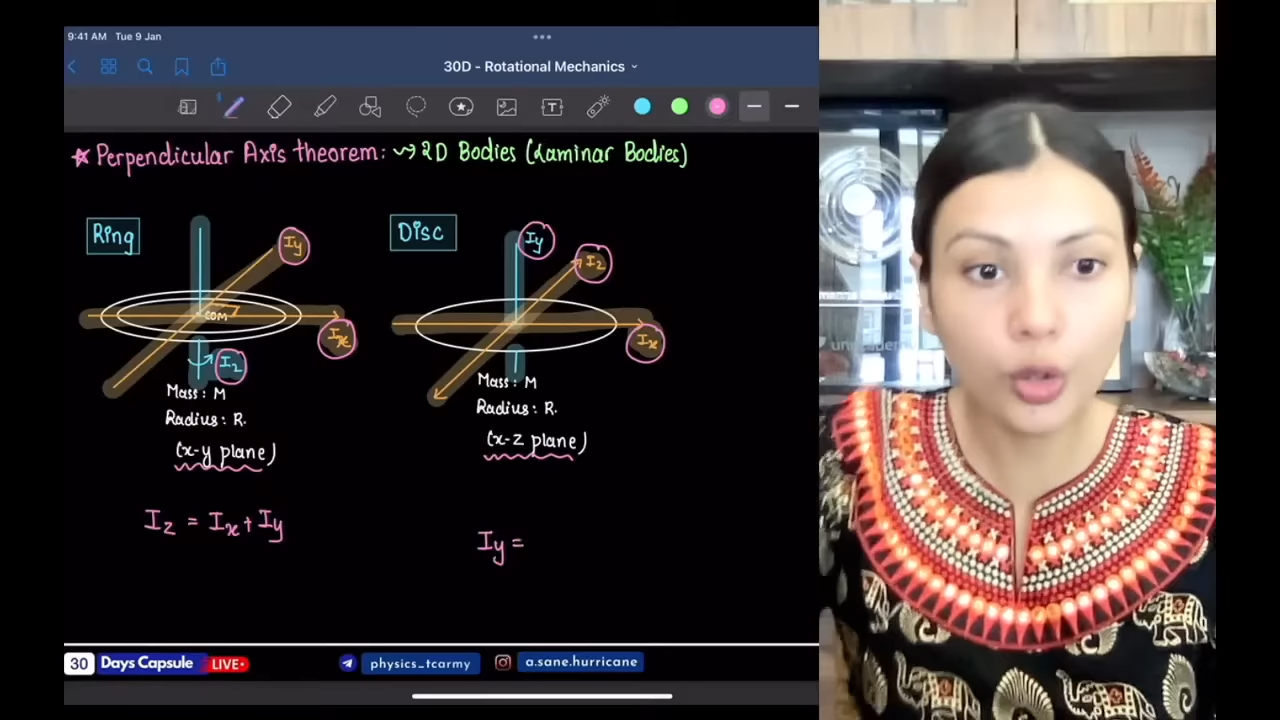 9:41 AM Tue 9 Jan
30D - Rotational Mechanics
★ Perpendicular Axis theorem: ⤳ 2D Bodies (Laminar Bodies)
Ring
Iy
COM
Ix
Iz
Mass: M
Radius: R.
(x-y plane)
Iz = Ix + Iy
Disc
Iy
Iz
Ix
Mass: M
Radius: R.
(x-z plane)
Iy =
30 Days Capsule LIVE
physics_tcarmy
a.sane.hurricane